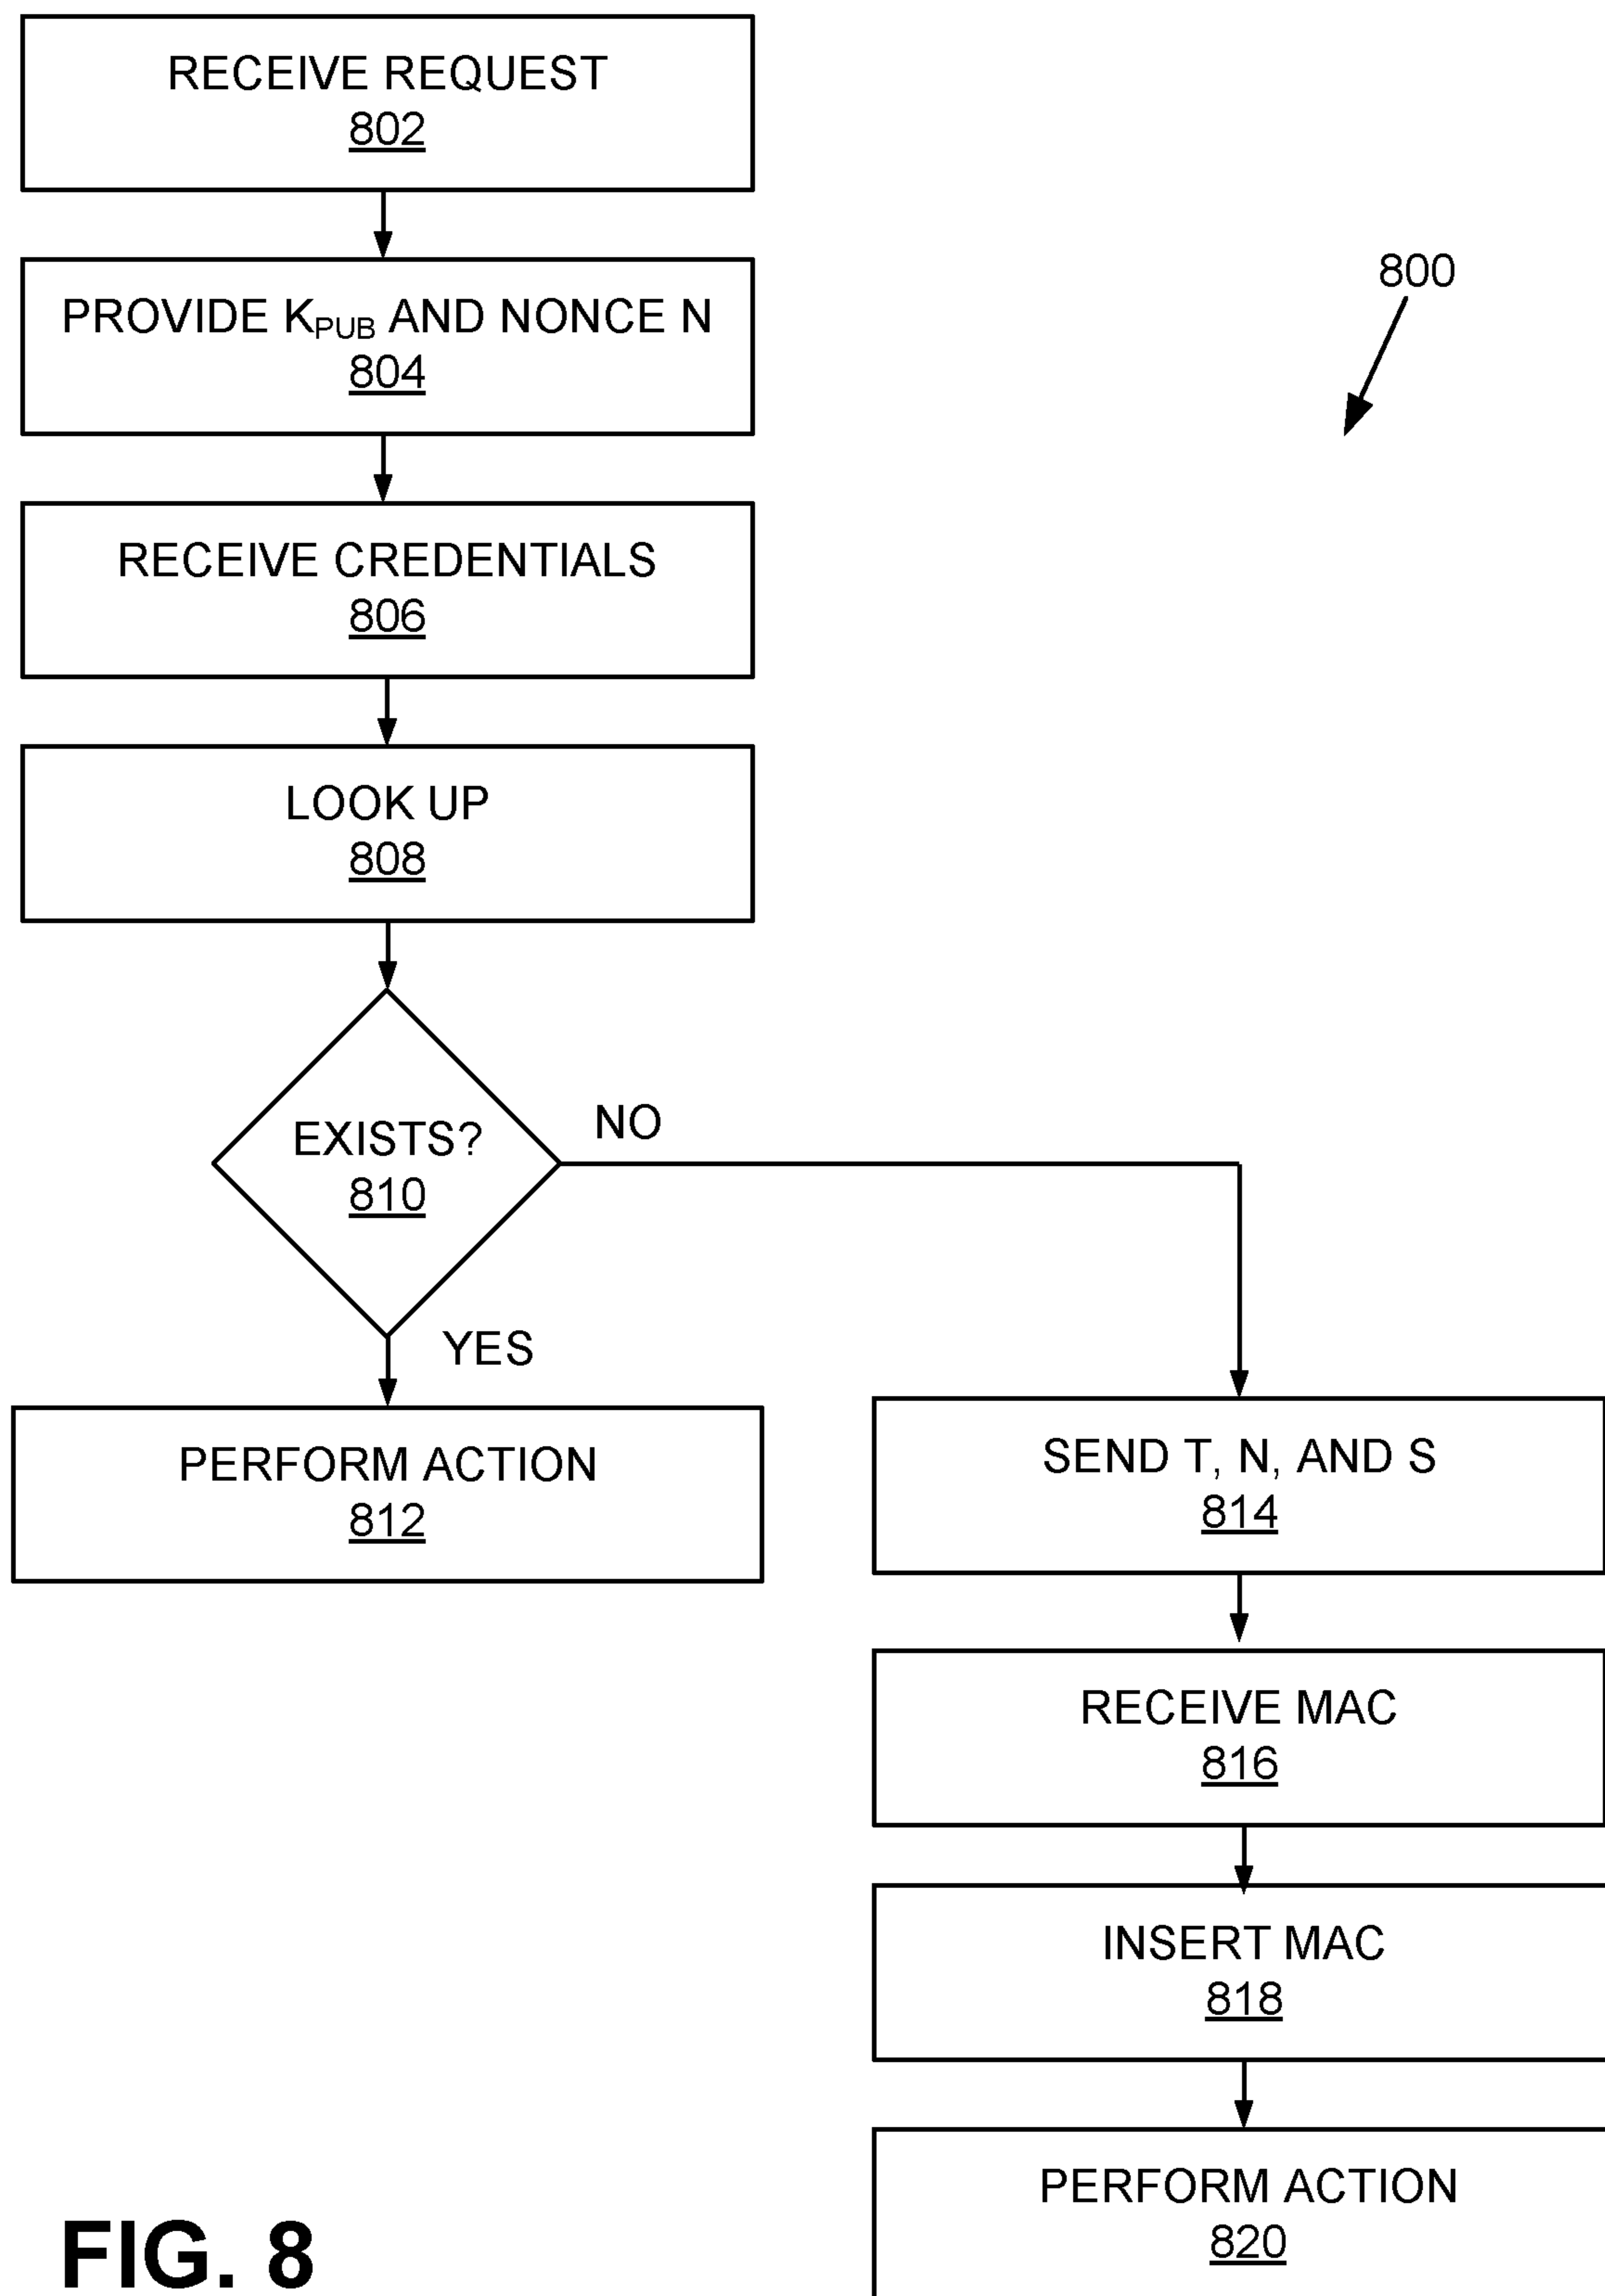 RECEIVE REQUEST
802
PROVIDE KPUB AND NONCE N
804
800
RECEIVE CREDENTIALS
806
LOOK UP
808
EXISTS?
810
NO
YES
PERFORM ACTION
812
SEND T, N, AND S
814
RECEIVE MAC
816
INSERT MAC
818
PERFORM ACTION
820
FIG. 8